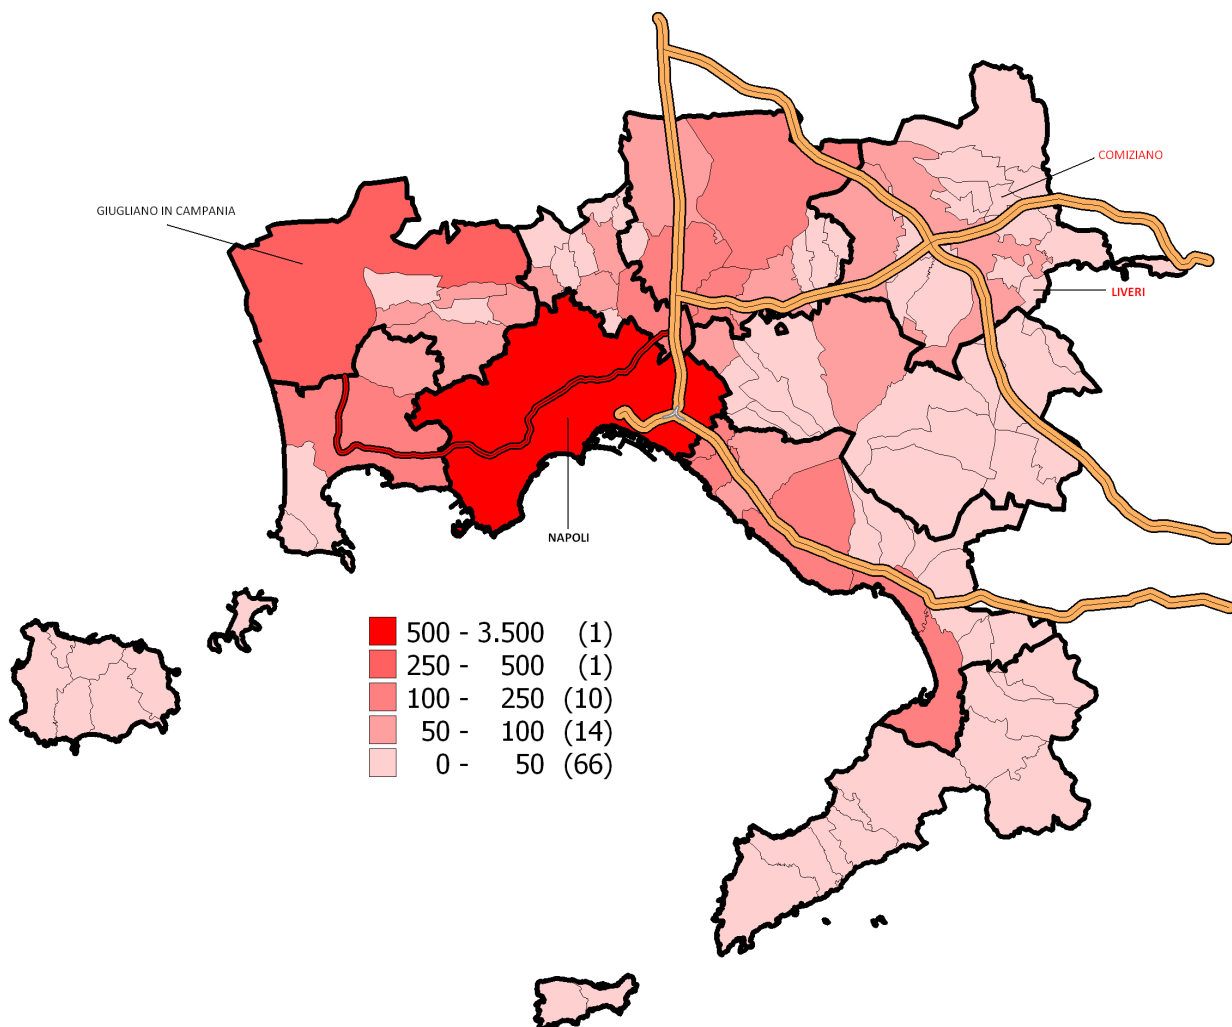 COMIZIANO
GIUGLIANO IN CAMPANIA
LIVERI
NAPOLI
500 - 3.500 (1)
250 - 500 (1)
100 - 250 (10)
50 - 100 (14)
0 - 50 (66)